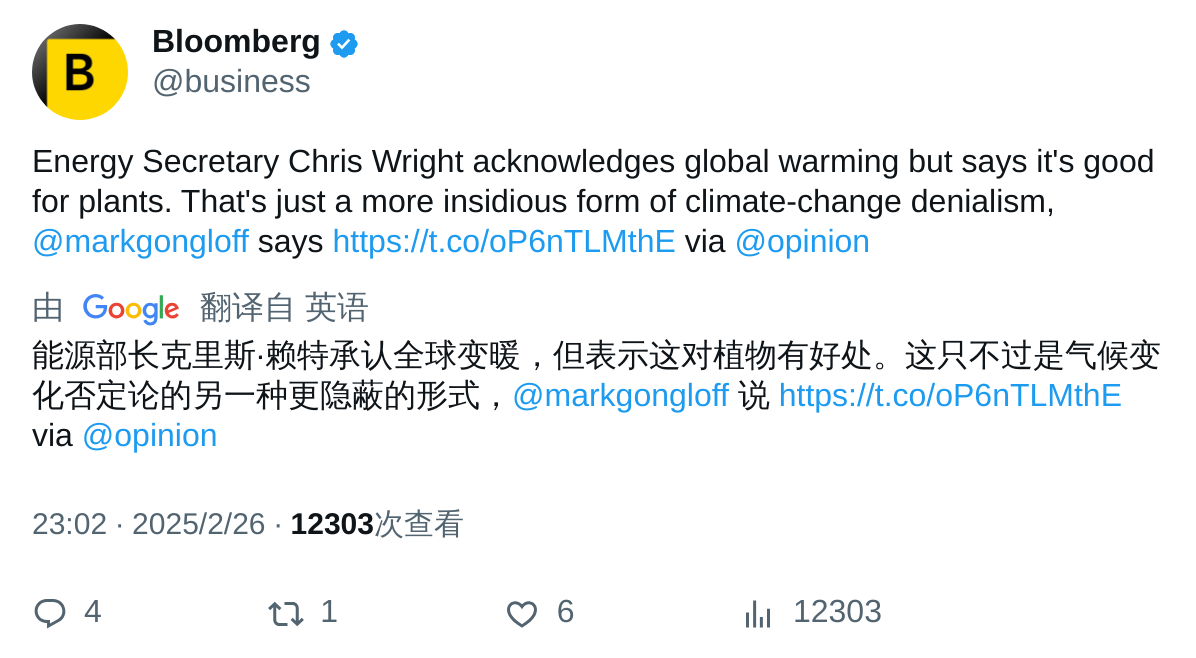 B
Bloomberg
@business
Energy Secretary Chris Wright acknowledges global warming but says it's good
for plants. That's just a more insidious form of climate-change denialism,
@markgongloff says https://t.co/oP6nTLMthE via @opinion
由 Google 翻译自 英语
能源部长克里斯·赖特承认全球变暖，但表示这对植物有好处。这只不过是气候变
化否定论的另一种更隐蔽的形式，@markgongloff 说 https://t.co/oP6nTLMthE
via @opinion
23:02 · 2025/2/26 · 12303次查看
4 1 6 12303